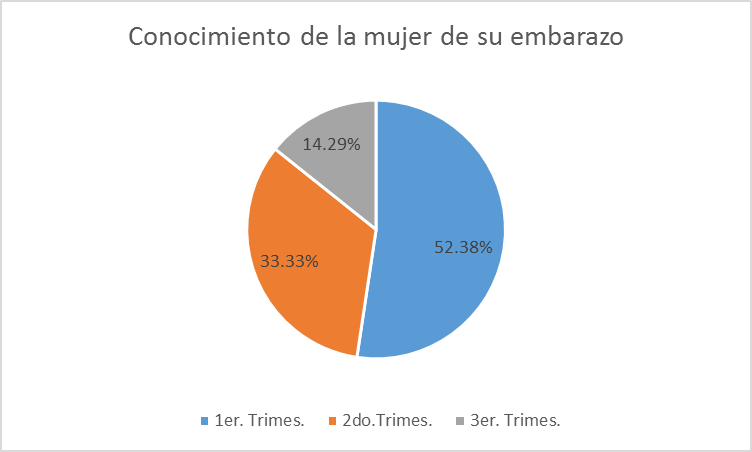 Conocimiento de la mujer de su embarazo
14.29%
52.38%
33.33%
1er. Trimes. 2do.Trimes. 3er. Trimes.